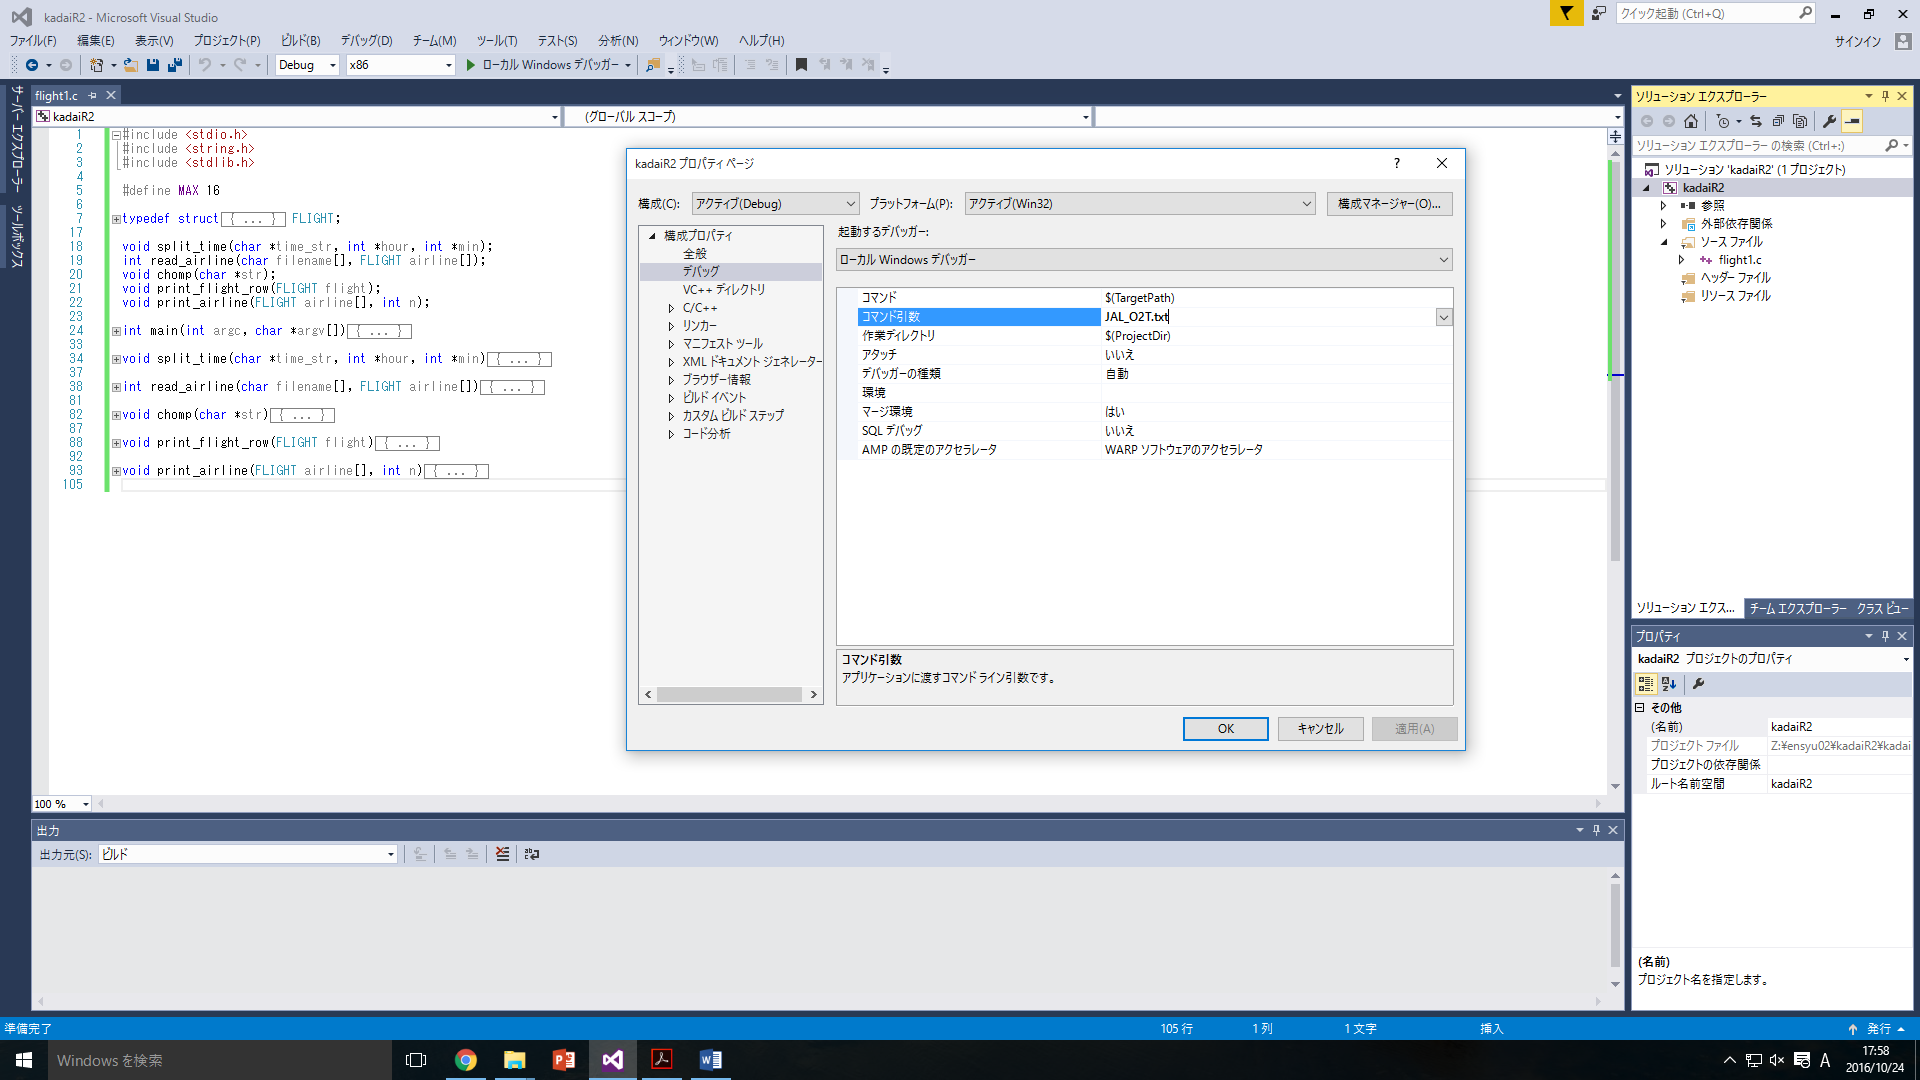 kadaiR2 - Microsoft Visual Studio
クイック起動 (Ctrl+Q)
ファイル(F) 編集(E) 表示(V) プロジェクト(P) ビルド(B) デバッグ(D) チーム(M) ツール(T) テスト(S) 分析(N) ウィンドウ(W) ヘルプ(H)
サインイン
Debug x86 ローカル Windows デバッガー
サーバー エクスプローラー
ツールボックス
flight1.c
kadaiR2 (グローバル スコープ)
1 #include <stdio.h>
2 #include <string.h>
3 #include <stdlib.h>
4
5 #define MAX 16
6
7 typedef struct{ ... } FLIGHT;
17
18 void split_time(char *time_str, int *hour, int *min);
19 int read_airline(char filename[], FLIGHT airline[]);
20 void chomp(char *str);
21 void print_flight_row(FLIGHT flight);
22 void print_airline(FLIGHT airline[], int n);
23
24 int main(int argc, char *argv[]){ ... }
33
34 void split_time(char *time_str, int *hour, int *min){ ... }
37
38 int read_airline(char filename[], FLIGHT airline[]){ ... }
81
82 void chomp(char *str){ ... }
87
88 void print_flight_row(FLIGHT flight){ ... }
92
93 void print_airline(FLIGHT airline[], int n){ ... }
105
100 %
kadaiR2 プロパティ ページ
?
構成(C): アクティブ(Debug) プラットフォーム(P): アクティブ(Win32) 構成マネージャー(O)...
構成プロパティ
全般
デバッグ
VC++ ディレクトリ
C/C++
リンカー
マニフェスト ツール
XML ドキュメント ジェネレーター
ブラウザー情報
ビルド イベント
カスタム ビルド ステップ
コード分析
起動するデバッガー:
ローカル Windows デバッガー
コマンド $(TargetPath)
コマンド引数 JAL_O2T.txt
作業ディレクトリ $(ProjectDir)
アタッチ いいえ
デバッガーの種類 自動
環境
マージ環境 はい
SQL デバッグ いいえ
AMP の既定のアクセラレータ WARP ソフトウェアのアクセラレータ
コマンド引数
アプリケーションに渡すコマンド ライン引数です。
OK キャンセル 適用(A)
ソリューション エクスプローラー
ソリューション エクスプローラー の検索 (Ctrl+:)
ソリューション 'kadaiR2' (1 プロジェクト)
kadaiR2
参照
外部依存関係
ソース ファイル
flight1.c
ヘッダー ファイル
リソース ファイル
ソリューション エクス... チーム エクスプローラー クラス ビュー
プロパティ
kadaiR2 プロジェクトのプロパティ
その他
(名前) kadaiR2
プロジェクト ファイル Z:¥ensyu02¥kadaiR2¥kadai
プロジェクトの依存関係
ルート名前空間 kadaiR2
(名前)
プロジェクト名を指定します。
出力
出力元(S): ビルド
準備完了 105 行 1 列 1 文字 挿入 発行
Windows を検索
A
17:58
2016/10/24